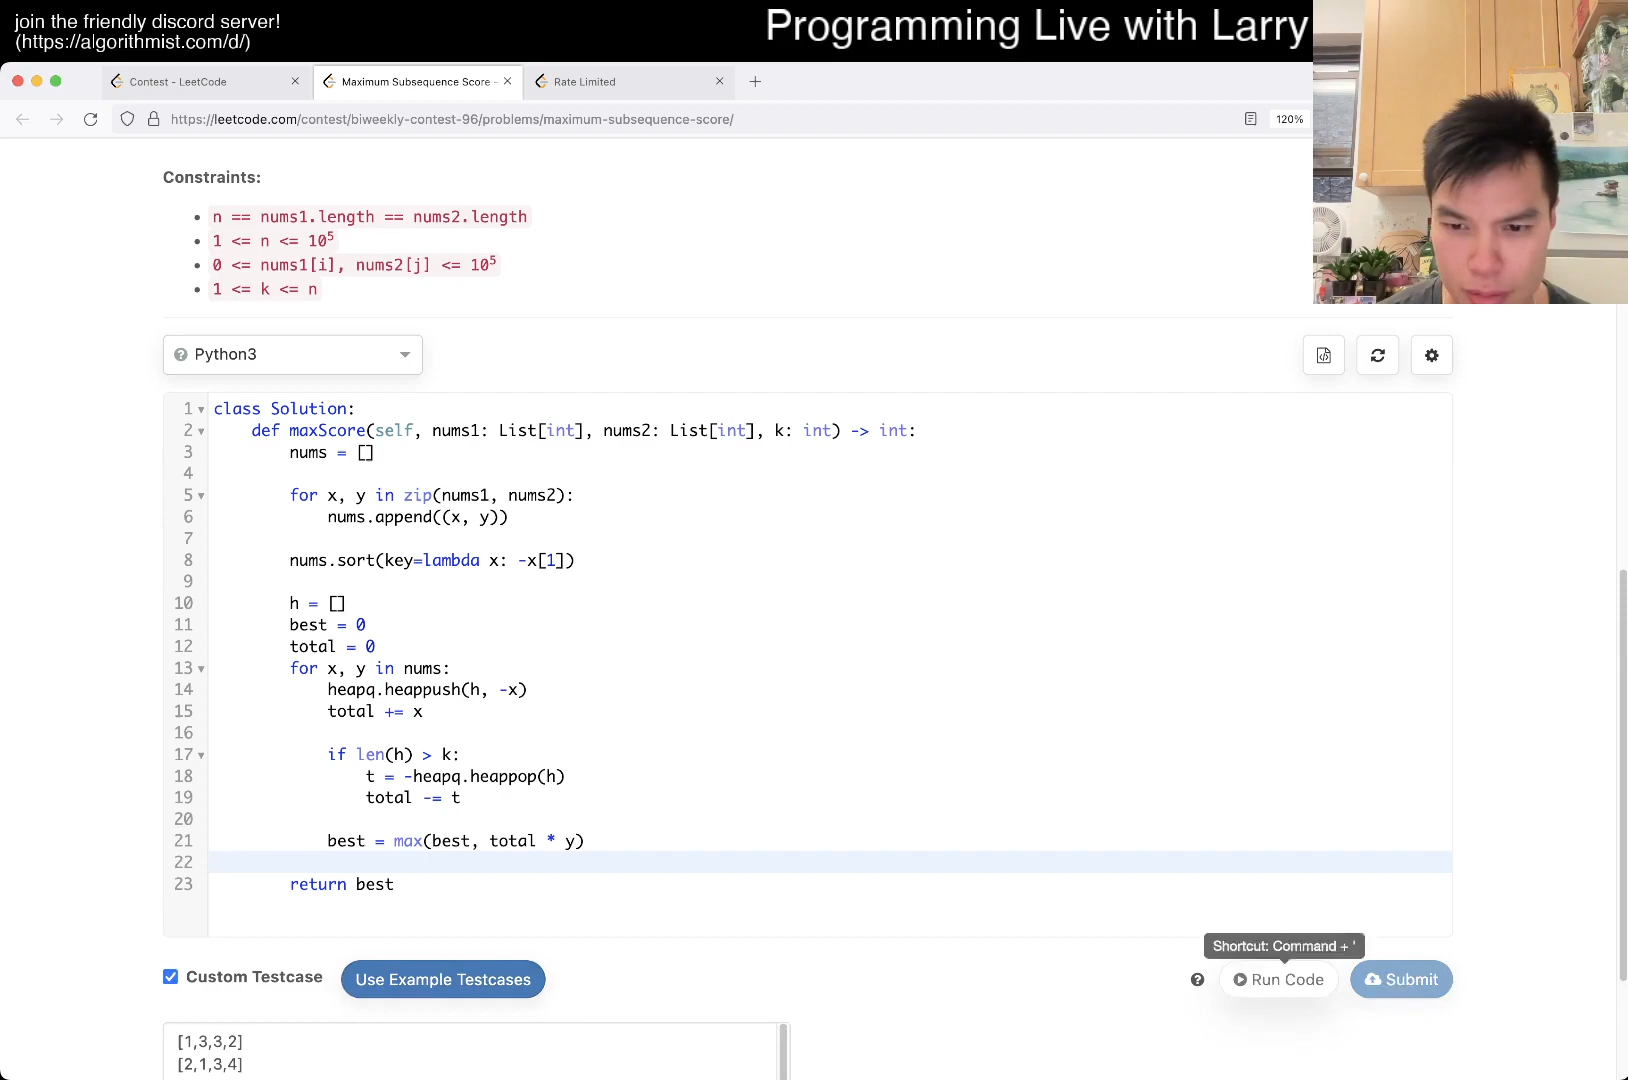 join the friendly discord server!
(https://algorithmist.com/d/)
Programming Live with Larry
Contest - LeetCode
Maximum Subsequence Score -
Rate Limited
https://leetcode.com/contest/biweekly-contest-96/problems/maximum-subsequence-score/
120%
Constraints:
n == nums1.length == nums2.length
1 <= n <= 10⁵
0 <= nums1[i], nums2[j] <= 10⁵
1 <= k <= n
Python3
1 class Solution:
2     def maxScore(self, nums1: List[int], nums2: List[int], k: int) -> int:
3         nums = []
4
5         for x, y in zip(nums1, nums2):
6             nums.append((x, y))
7
8         nums.sort(key=lambda x: -x[1])
9
10         h = []
11         best = 0
12         total = 0
13         for x, y in nums:
14             heapq.heappush(h, -x)
15             total += x
16
17             if len(h) > k:
18                 t = -heapq.heappop(h)
19                 total -= t
20
21             best = max(best, total * y)
22
23         return best
Shortcut: Command + '
Custom Testcase
Use Example Testcases
Run Code
Submit
[1,3,3,2]
[2,1,3,4]